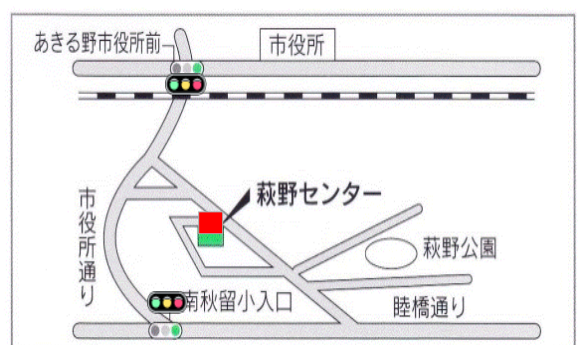 あきる野市役所前
市役所
市役所通り
萩野センター
萩野公園
南秋留小入口
睦橋通り